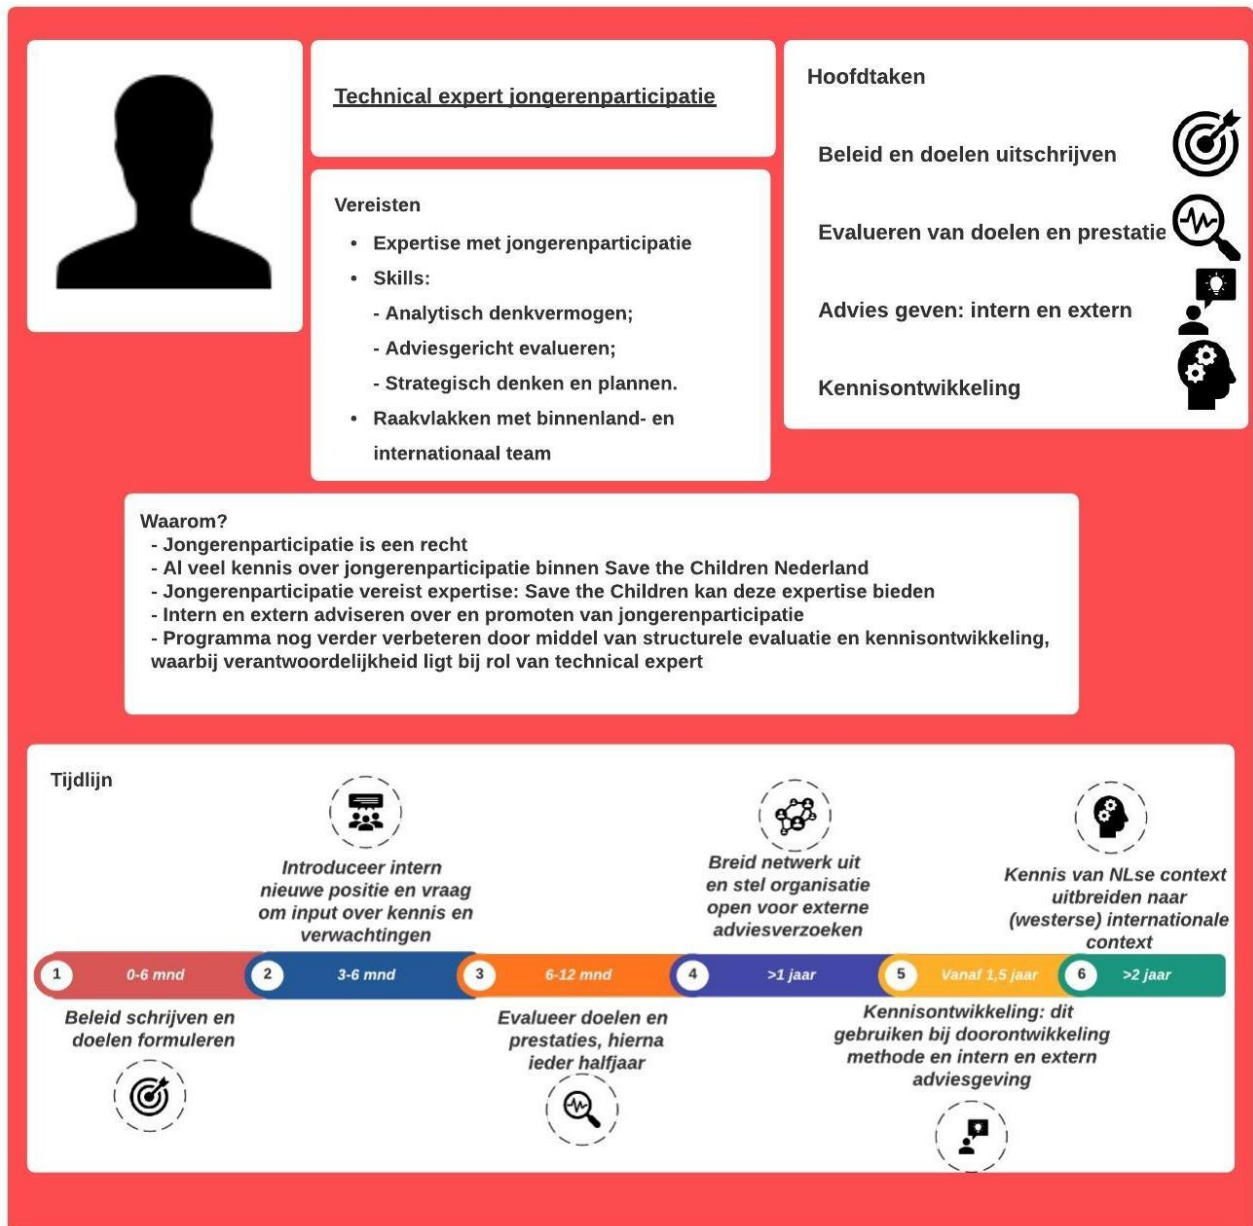 Technical expert jongerenparticipatie
Vereisten
• Expertise met jongerenparticipatie
• Skills:
- Analytisch denkvermogen;
- Adviesgericht evalueren;
- Strategisch denken en plannen.
• Raakvlakken met binnenland- en
internationaal team
Hoofdtaken
Beleid en doelen uitschrijven
Evalueren van doelen en prestatie
Advies geven: intern en extern
Kennisontwikkeling
Waarom?
- Jongerenparticipatie is een recht
- Al veel kennis over jongerenparticipatie binnen Save the Children Nederland
- Jongerenparticipatie vereist expertise: Save the Children kan deze expertise bieden
- Intern en extern adviseren over en promoten van jongerenparticipatie
- Programma nog verder verbeteren door middel van structurele evaluatie en kennisontwikkeling,
waarbij verantwoordelijkheid ligt bij rol van technical expert
Tijdlijn
1 0-6 mnd
Beleid schrijven en
doelen formuleren
Introduceer intern
nieuwe positie en vraag
om input over kennis en
verwachtingen
2 3-6 mnd
3 6-12 mnd
Evalueer doelen en
prestaties, hierna
ieder halfjaar
Breid netwerk uit
en stel organisatie
open voor externe
adviesverzoeken
4 >1 jaar
5 Vanaf 1,5 jaar
Kennisontwikkeling: dit
gebruiken bij doorontwikkeling
methode en intern en extern
adviesgeving
Kennis van NLse context
uitbreiden naar
(westerse) internationale
context
6 >2 jaar